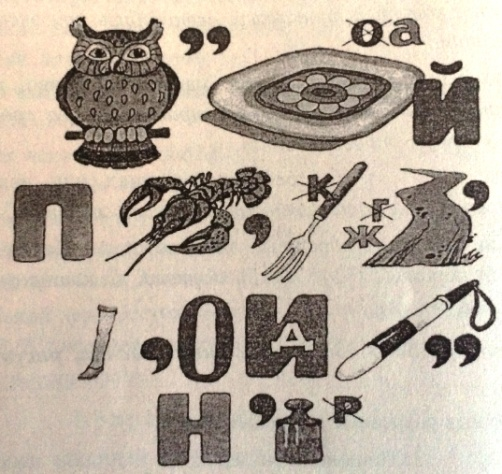 ,, оа Й
П , к г ж ,
, О И д ,,
Н , р